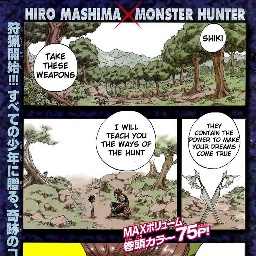 HIRO MASHIMA×MONSTER HUNTER
SHIKI
TAKE
THESE
WEAPONS
I WILL
TEACH YOU
THE WAYS OF
THE HUNT
THEY CONTAIN
THE POWER
TO MAKE
YOUR DREAMS
COME TRUE
狩猟開始!!! すべての少年に贈る、奇跡の「
MAXボリューム
巻頭カラー75P!